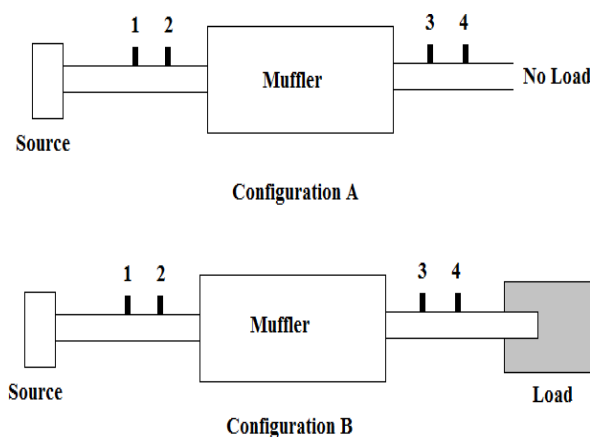 1 2 3 4
Muffler
No Load
Source
Configuration A
1 2 3 4
Muffler
Source
Load
Configuration B